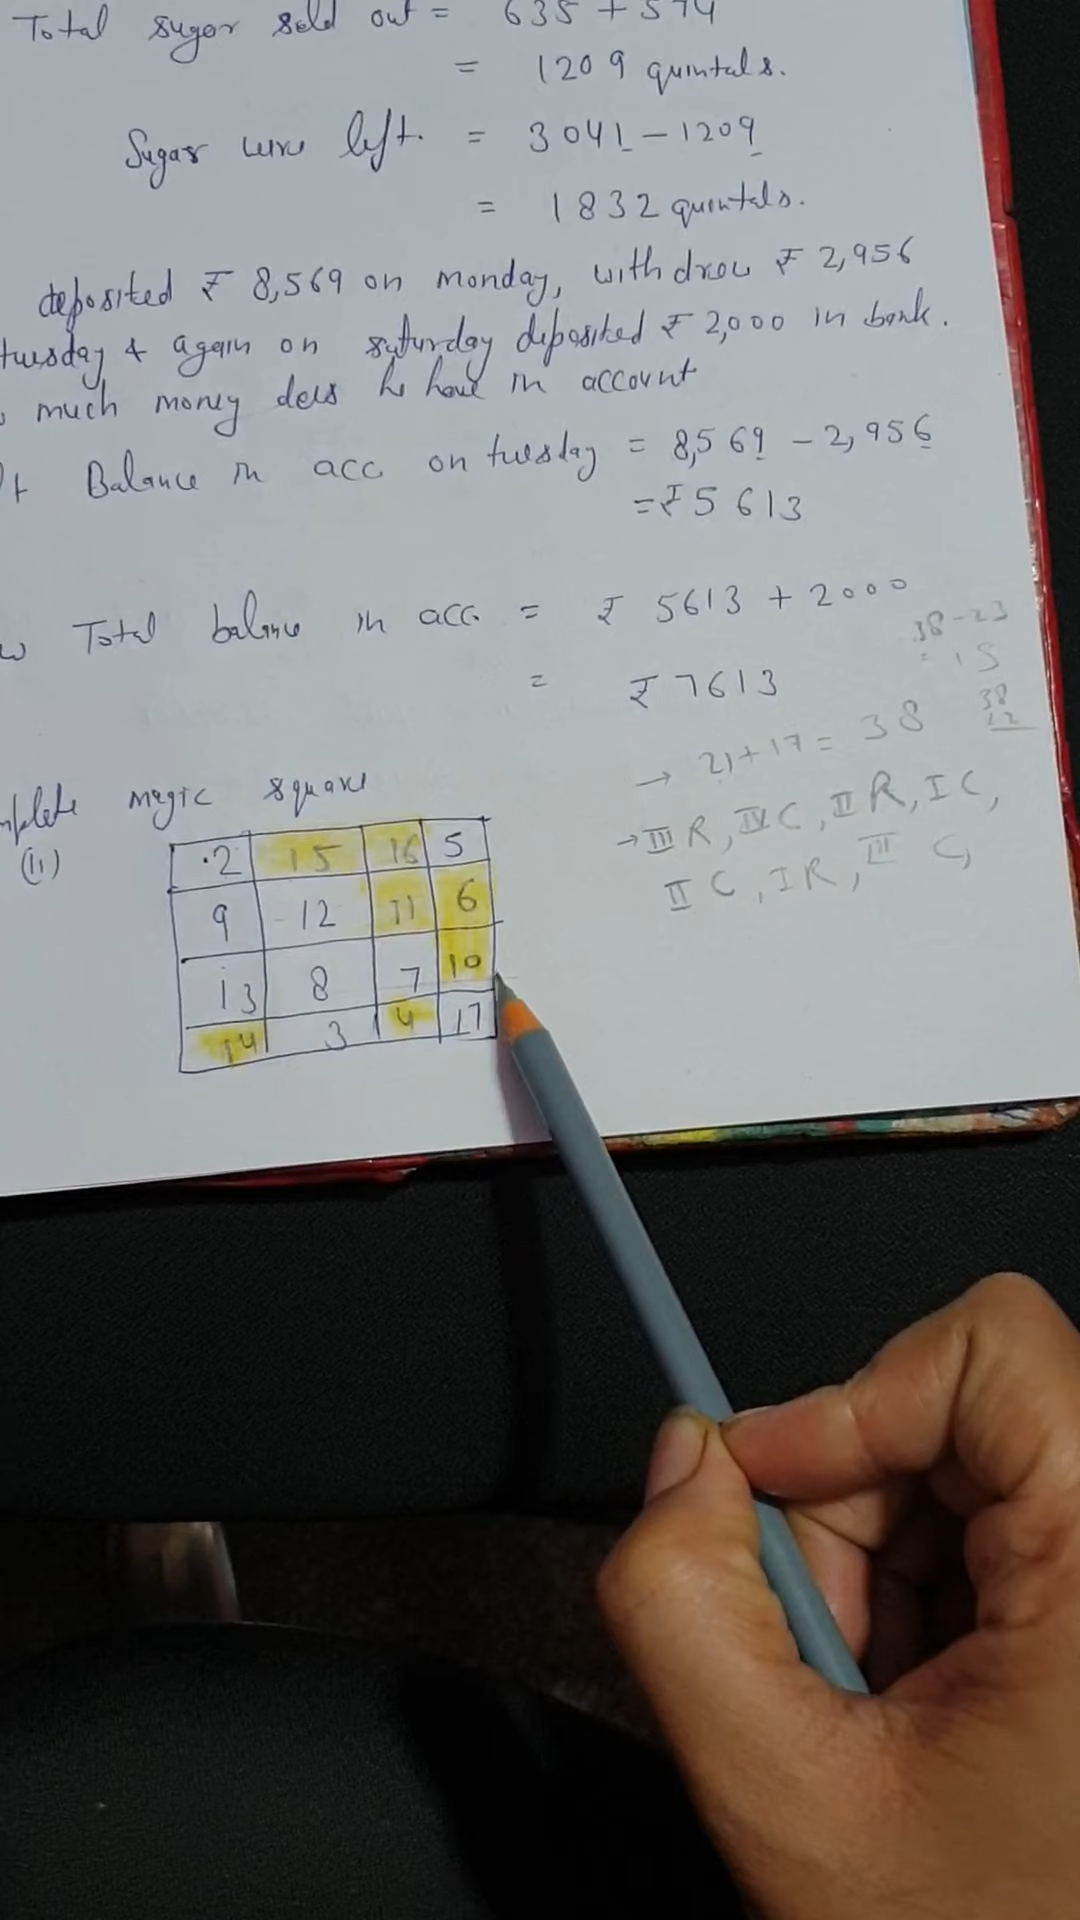 Total sugar sold out = 635 + 574
= 1209 quintals.
Sugar were left. = 3041 - 1209
= 1832 quintals.
deposited ₹ 8,569 on monday, withdrew ₹ 2,956
tuesday & again on saturday deposited ₹ 2,000 in bank.
much money does he have in account
Balance in acc on tuesday = 8,569 - 2,956
= ₹ 5613
Total balance in acc. = ₹ 5613 + 2000
= ₹ 7613
38-23
= 15
38
→ 21+17 = 38
→ III R, IV C, II R, I C,
II C, I R, III C,
magic square
(ii)
2 15 16 5
9 12 11 6
13 8 7 10
14 3 4 17